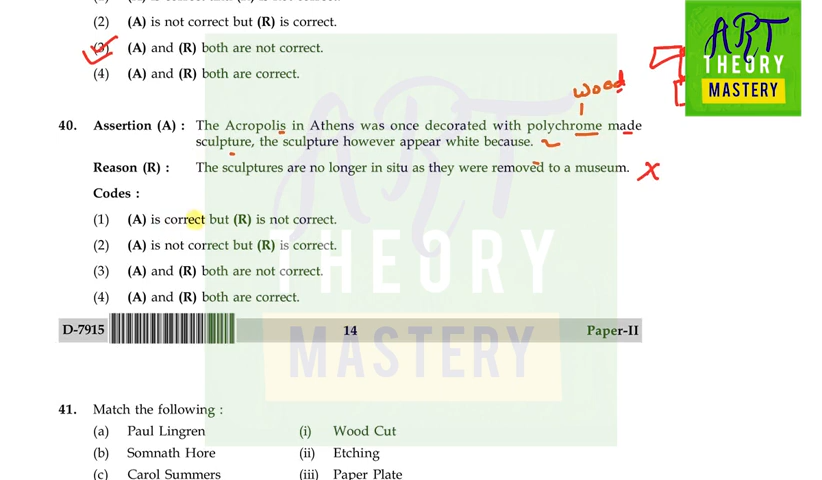 (2) (A) is not correct but (R) is correct.
(3) (A) and (R) both are not correct.
(4) (A) and (R) both are correct.
ART
THEORY
MASTERY
wood
40. Assertion (A) : The Acropolis in Athens was once decorated with polychrome made
sculpture, the sculpture however appear white because.
Reason (R) : The sculptures are no longer in situ as they were removed to a museum.
Codes :
(1) (A) is correct but (R) is not correct.
(2) (A) is not correct but (R) is correct.
(3) (A) and (R) both are not correct.
(4) (A) and (R) both are correct.
ART
THEORY
MASTERY
D-7915 14 Paper-II
41. Match the following :
(a) Paul Lingren (i) Wood Cut
(b) Somnath Hore (ii) Etching
(c) Carol Summers (iii) Paper Plate